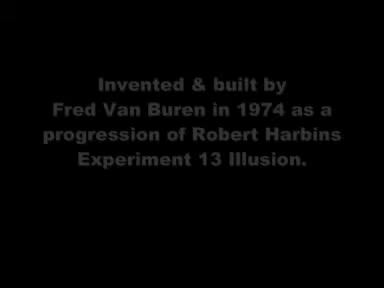 Invented & built by
Fred Van Buren in 1974 as a
progression of Robert Harbins
Experiment 13 Illusion.